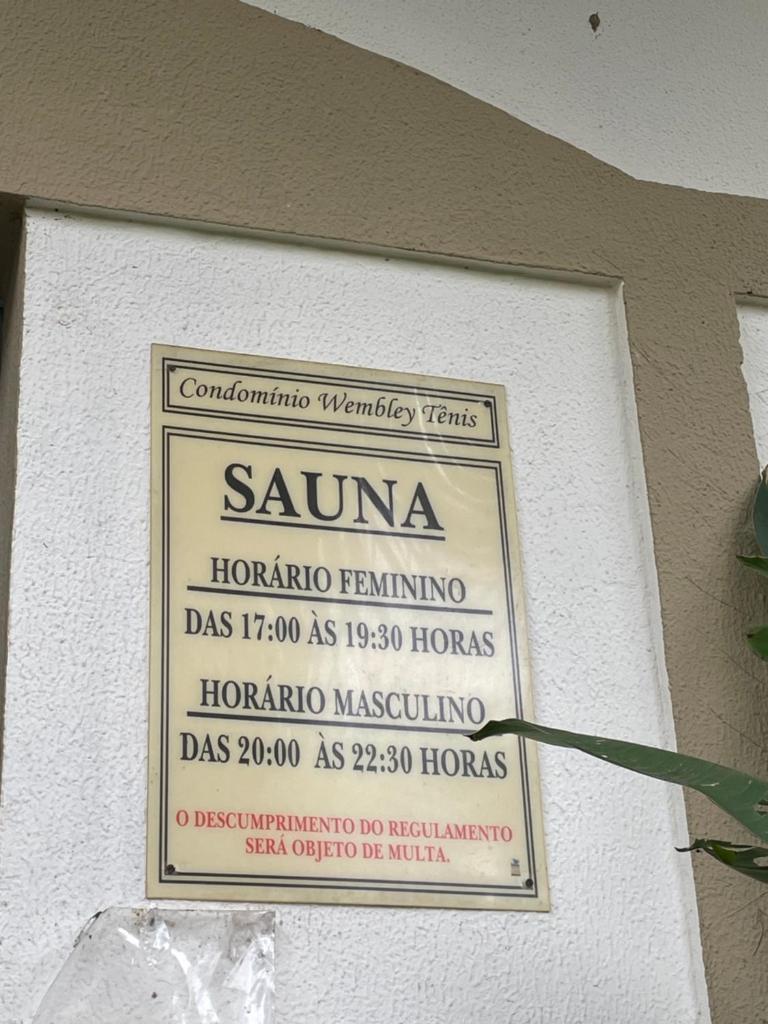 Condomínio Wembley Tênis
SAUNA
HORÁRIO FEMININO
DAS 17:00 ÀS 19:30 HORAS
HORÁRIO MASCULINO
DAS 20:00 ÀS 22:30 HORAS
O DESCUMPRIMENTO DO REGULAMENTO
SERÁ OBJETO DE MULTA.